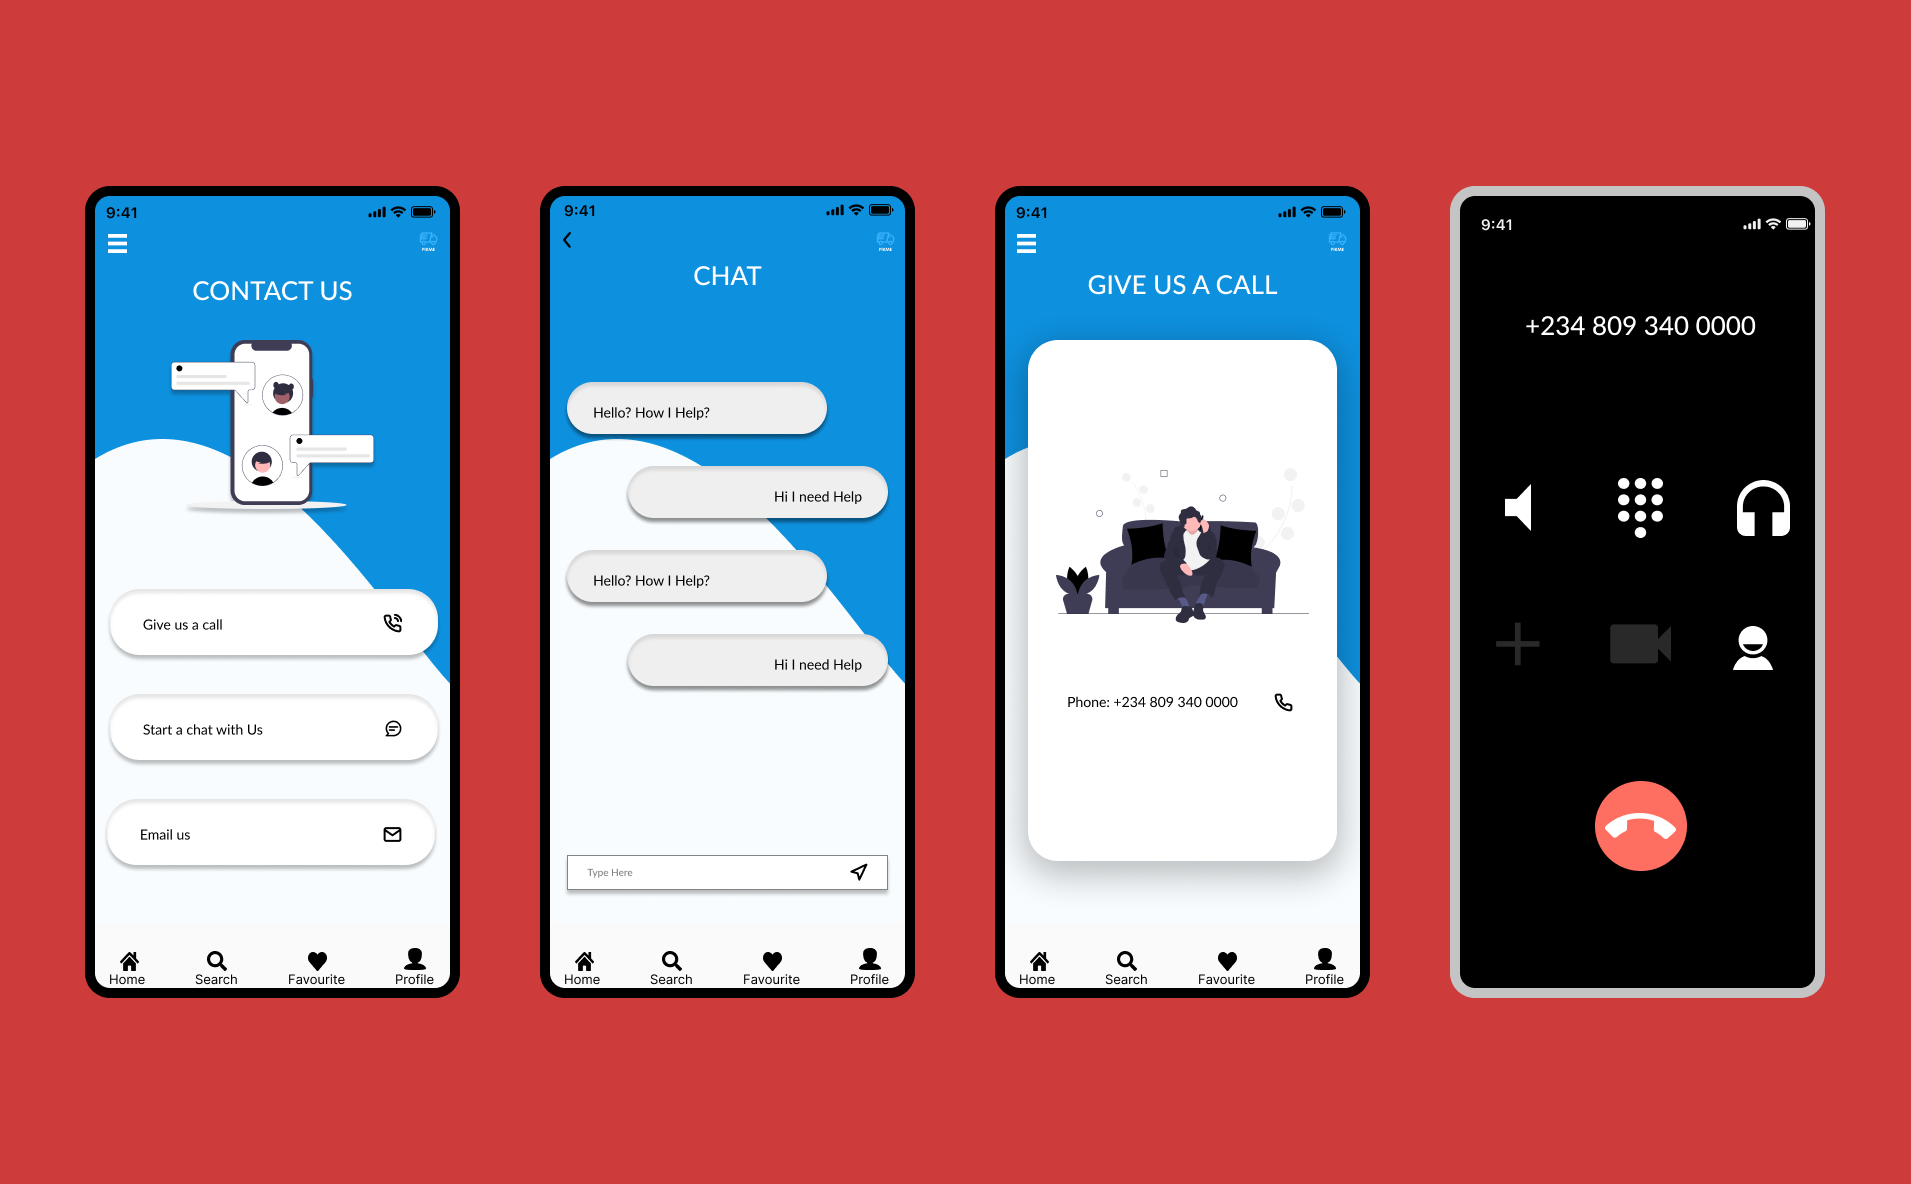 9:41
CONTACT US
Give us a call
Start a chat with Us
Email us
Home
Search
Favourite
Profile
9:41
CHAT
Hello? How I Help?
Hi I need Help
Hello? How I Help?
Hi I need Help
Type Here
Home
Search
Favourite
Profile
9:41
GIVE US A CALL
Phone: +234 809 340 0000
Home
Search
Favourite
Profile
9:41
+234 809 340 0000